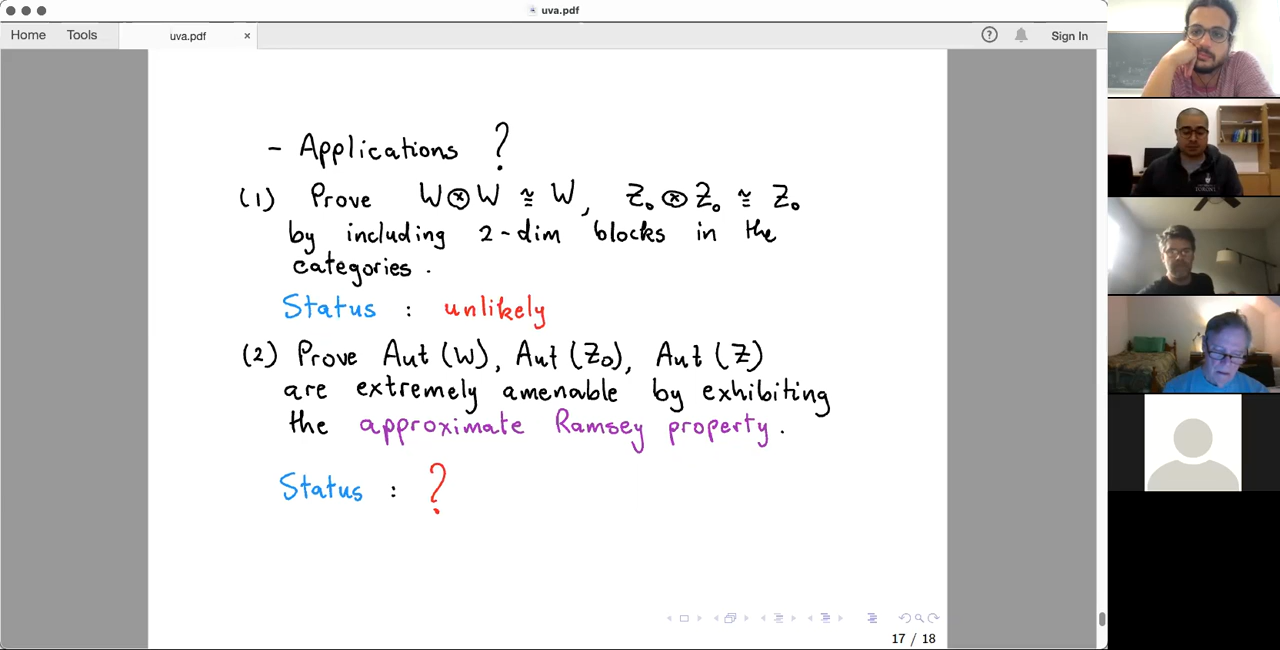 uva.pdf
Home Tools uva.pdf × ? Sign In
- Applications ?
(1) Prove W⊗W ≅ W, Z₀⊗Z₀ ≅ Z₀
by including 2-dim blocks in the
categories.
Status : unlikely
(2) Prove Aut (W), Aut (Z₀), Aut (Z)
are extremely amenable by exhibiting
the approximate Ramsey property.
Status : ?
17 / 18